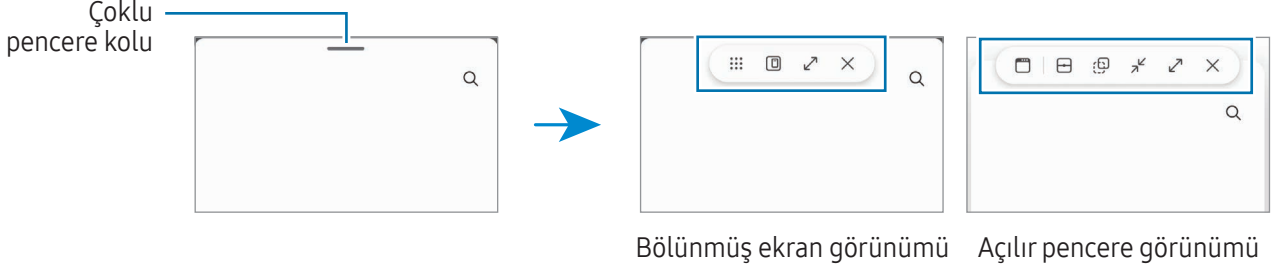 Çoklu
pencere kolu
Bölünmüş ekran görünümü
Açılır pencere görünümü